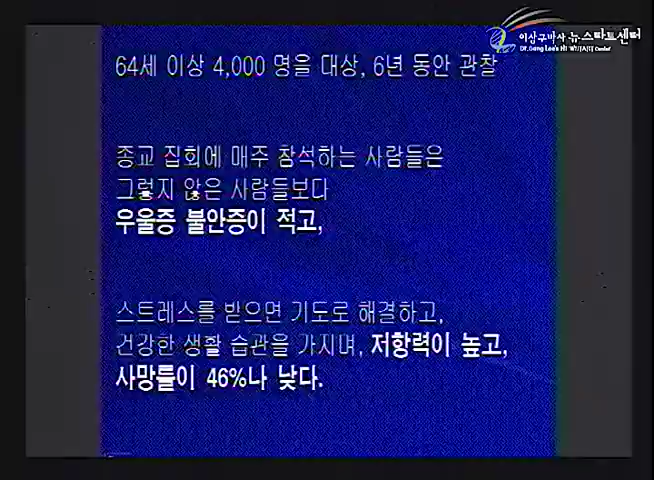 이상구박사 뉴스타트센터
64세 이상 4,000 명을 대상, 6년 동안 관찰
종교 집회에 매주 참석하는 사람들은
그렇지 않은 사람들보다
우울증 불안증이 적고,
스트레스를 받으면 기도로 해결하고,
건강한 생활 습관을 가지며, 저항력이 높고,
사망률이 46%나 낮다.